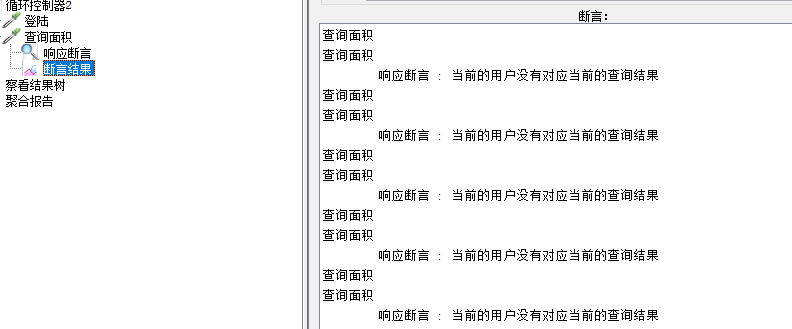 循环控制器2
登陆
查询面积
响应断言
断言结果
察看结果树
聚合报告
断言：
查询面积
查询面积
响应断言 : 当前的用户没有对应当前的查询结果
查询面积
查询面积
响应断言 : 当前的用户没有对应当前的查询结果
查询面积
查询面积
响应断言 : 当前的用户没有对应当前的查询结果
查询面积
查询面积
响应断言 : 当前的用户没有对应当前的查询结果
查询面积
查询面积
响应断言 : 当前的用户没有对应当前的查询结果